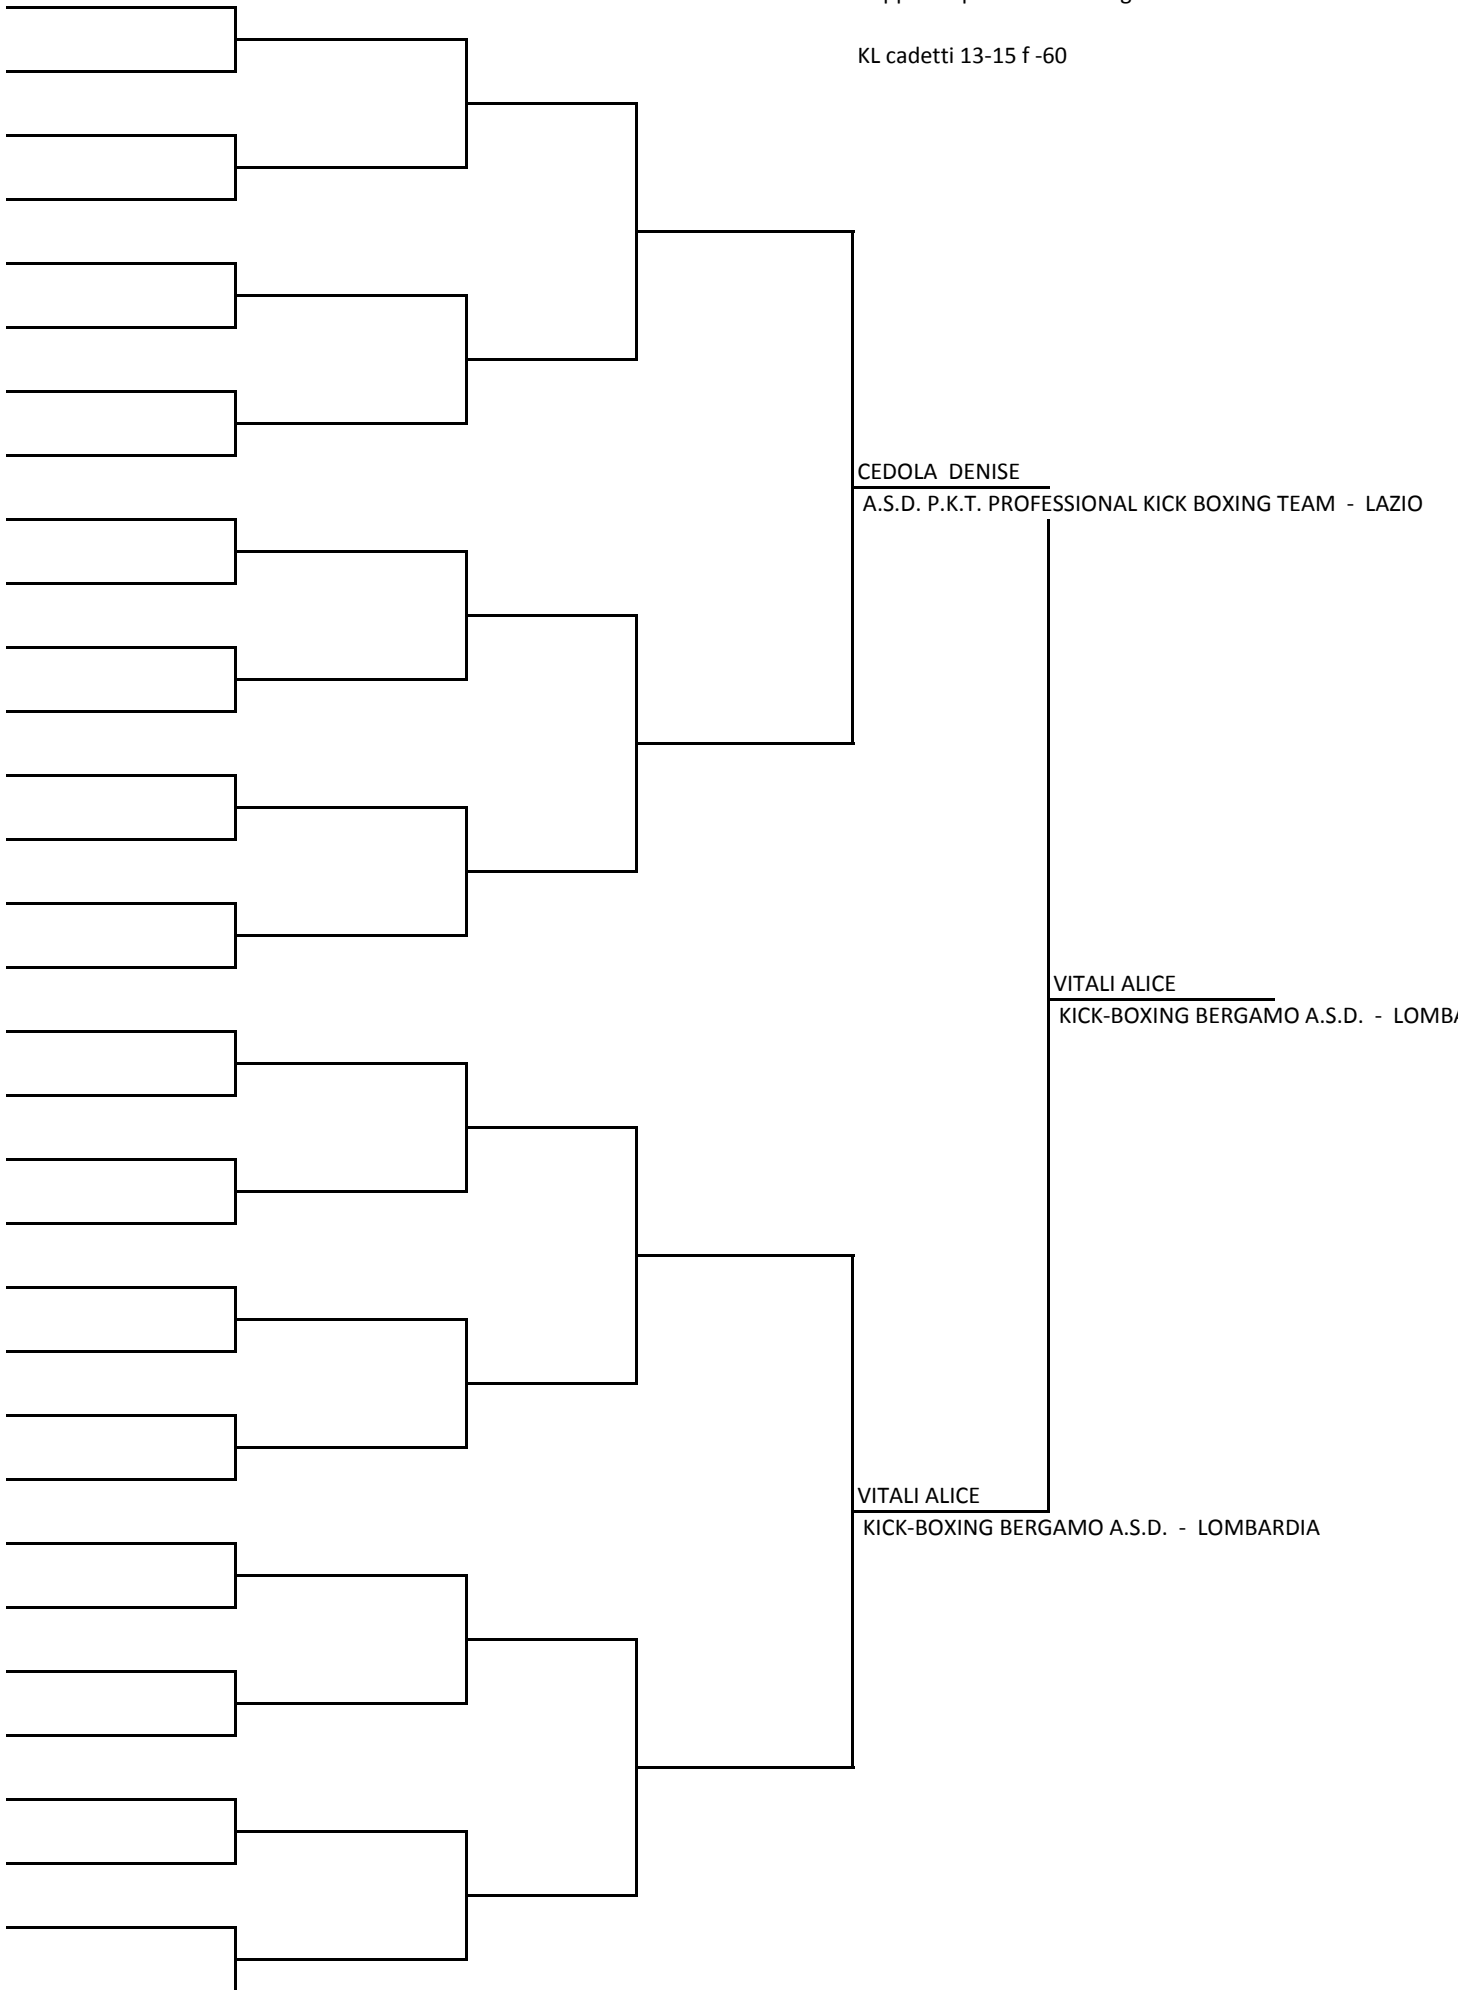 KL cadetti 13-15 f -60
CEDOLA  DENISE
A.S.D. P.K.T. PROFESSIONAL KICK BOXING TEAM  -  LAZIO
VITALI ALICE
KICK-BOXING BERGAMO A.S.D.  -  LOMBA
VITALI ALICE
KICK-BOXING BERGAMO A.S.D.  -  LOMBARDIA